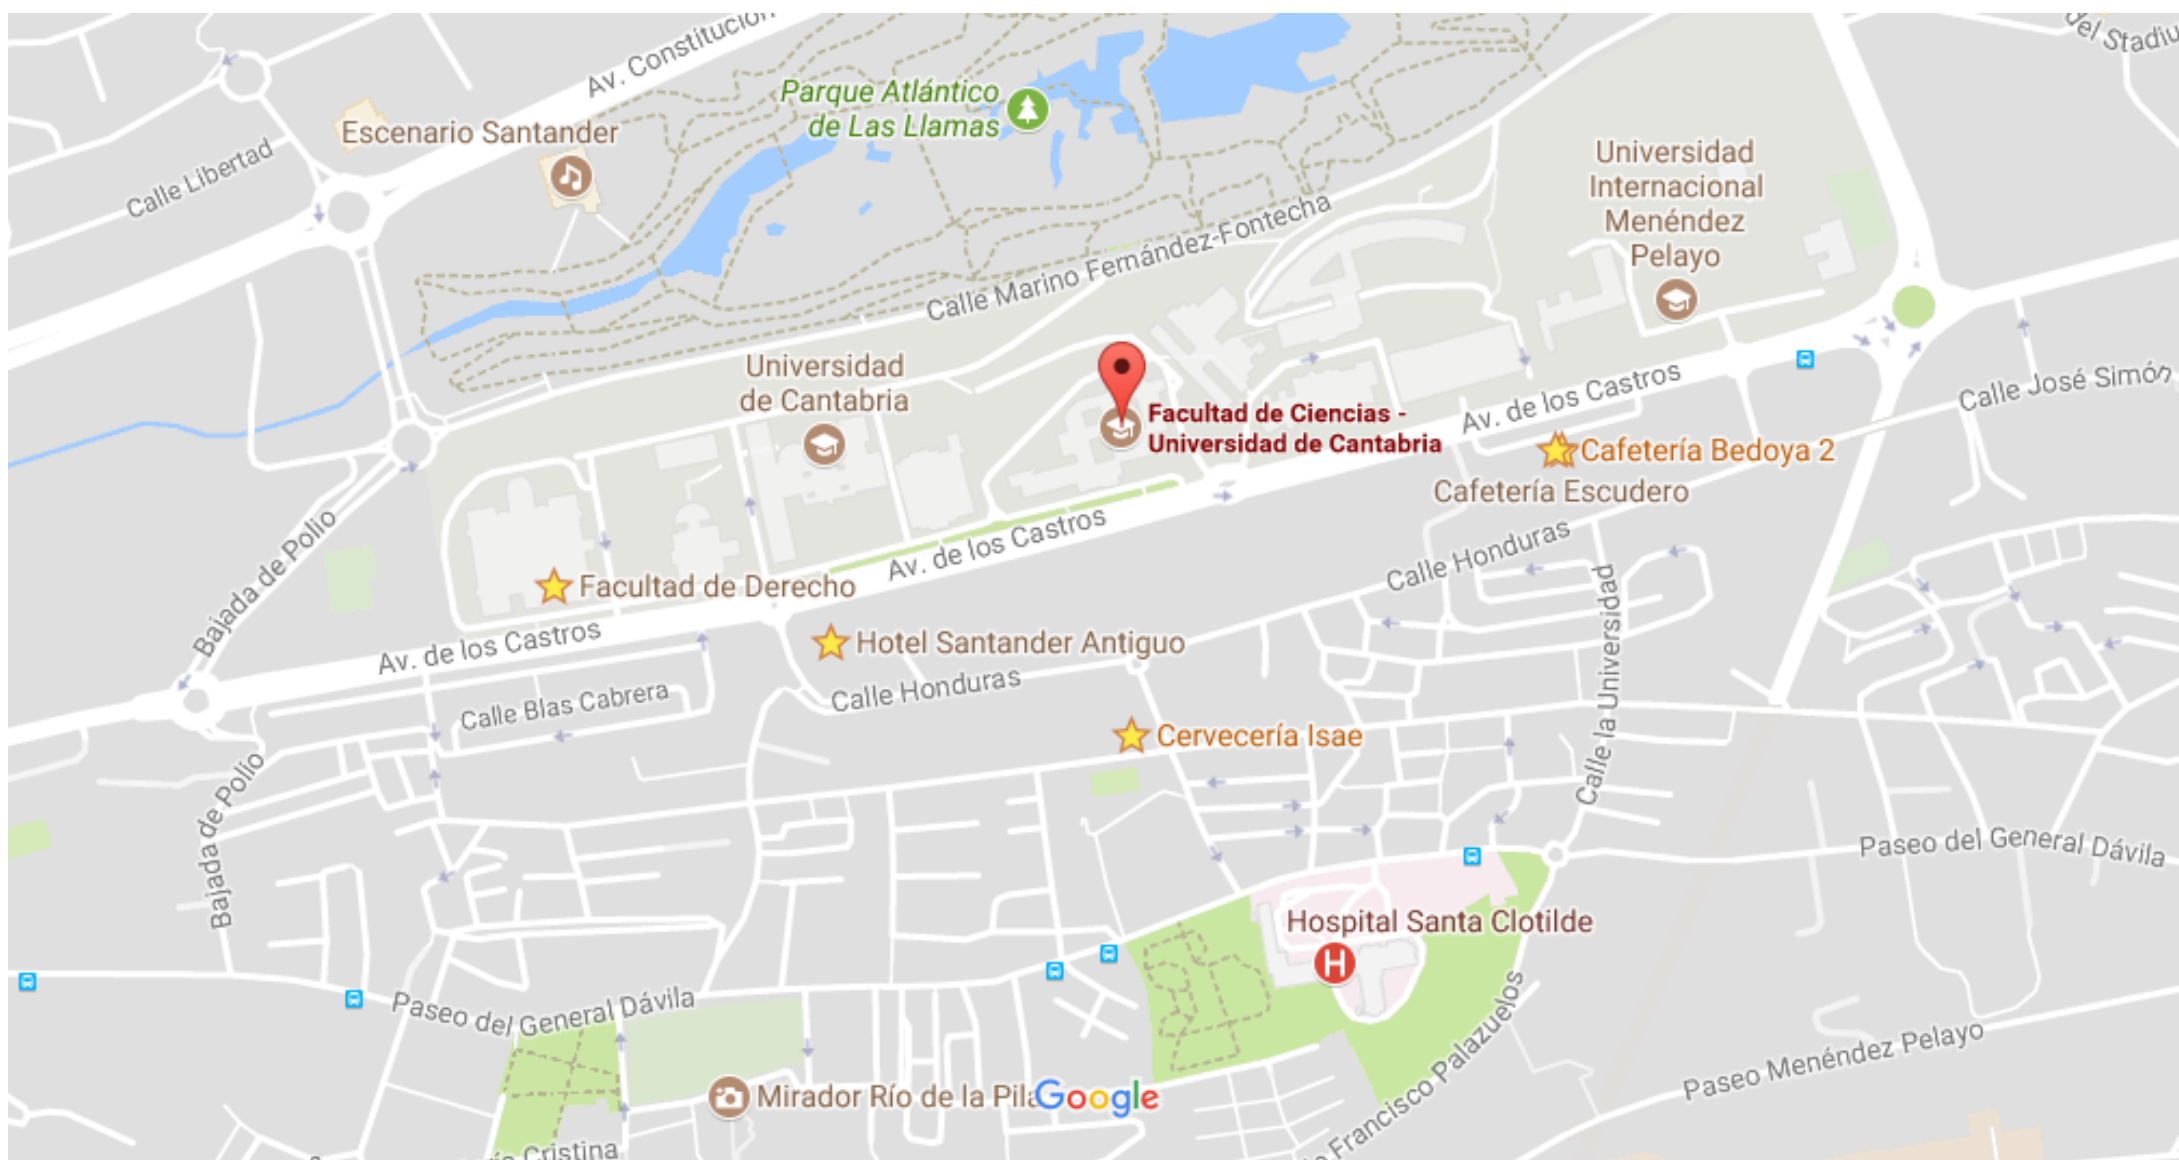 del Stadiu
Av. Constitución
Parque Atlántico
de Las Llamas
Escenario Santander
Calle Libertad
Universidad
Internacional
Menéndez
Pelayo
Calle Marino Fernández-Fontecha
Universidad
de Cantabria
Facultad de Ciencias -
Universidad de Cantabria
Av. de los Castros
Calle José Simón
Cafetería Bedoya 2
Cafetería Escudero
Av. de los Castros
Calle Honduras
Bajada de Polio
Facultad de Derecho
Av. de los Castros
Hotel Santander Antiguo
Calle Honduras
Calle Blas Cabrera
Calle la Universidad
Cervecería Isae
Bajada de Polio
Paseo del General Dávila
Hospital Santa Clotilde
H
Paseo del General Dávila
Francisco Palazuelos
Paseo Menéndez Pelayo
Mirador Río de la Pila
Google
Cristina